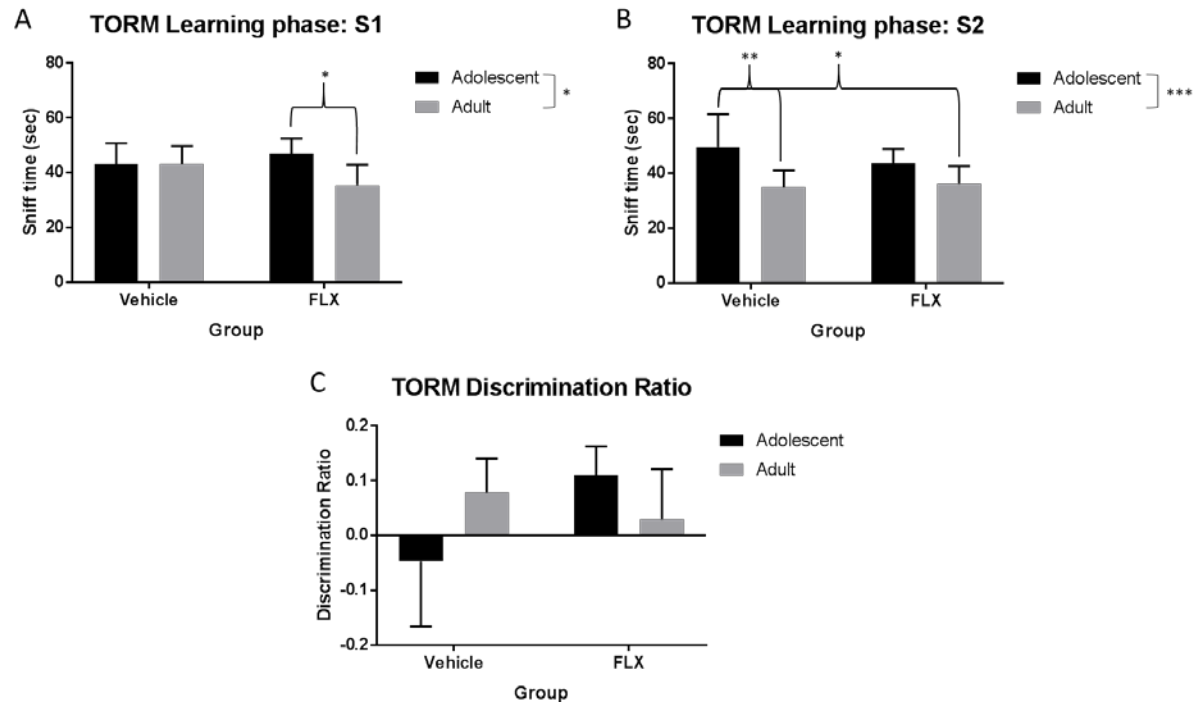 A
TORM Learning phase: S1
Sniff time (sec)
80
60
40
20
0
*
Vehicle
FLX
Group
Adolescent
Adult
*
B
TORM Learning phase: S2
Sniff time (sec)
80
60
40
20
0
**
*
Vehicle
FLX
Group
Adolescent
Adult
***
C
TORM Discrimination Ratio
Discrimination Ratio
0.2
0.1
0.0
-0.1
-0.2
Vehicle
FLX
Group
Adolescent
Adult